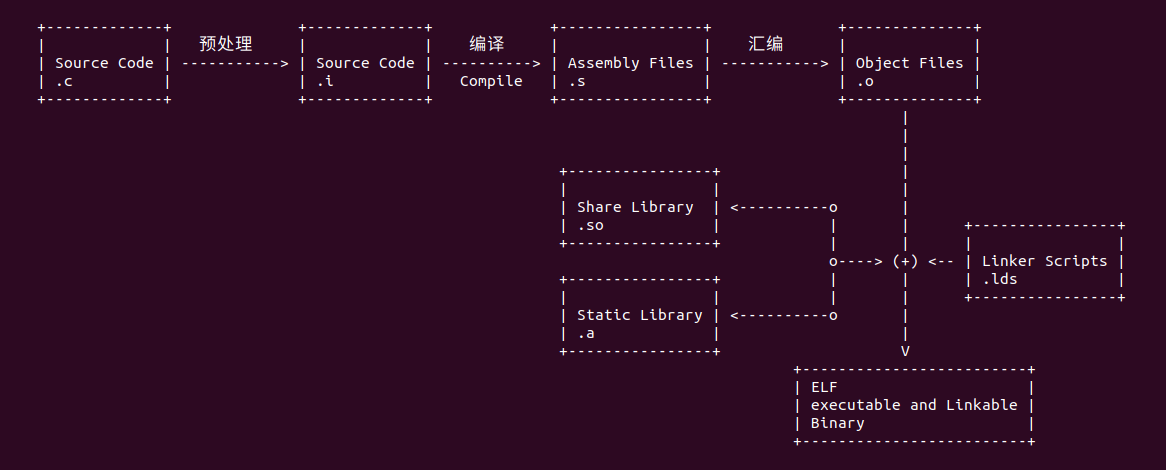 +-------------+              +-------------+             +----------------+              +--------------+
|             |   预处理     |             |    编译     |                |    汇编      |              |
| Source Code | -----------> | Source Code | ----------> | Assembly Files | -----------> | Object Files |
| .c          |              | .i          |   Compile   | .s             |              | .o           |
+-------------+              +-------------+             +----------------+              +--------------+
                                                                                                |
                                                                                                |
                                                                                                |
                                                          +----------------+                    |
                                                          |                |                    |
                                                          | Share Library  | <----------o       |
                                                          | .so            |            |       |      +----------------+
                                                          +----------------+            |       |      |                |
                                                                                        o----> (+) <-- | Linker Scripts |
                                                          +----------------+            |       |      | .lds           |
                                                          |                |            |       |      +----------------+
                                                          | Static Library | <----------o       |
                                                          | .a             |                    |
                                                          +----------------+                    V
                                                                                    +-------------------------+
                                                                                    | ELF                     |
                                                                                    | executable and Linkable |
                                                                                    | Binary                  |
                                                                                    +-------------------------+